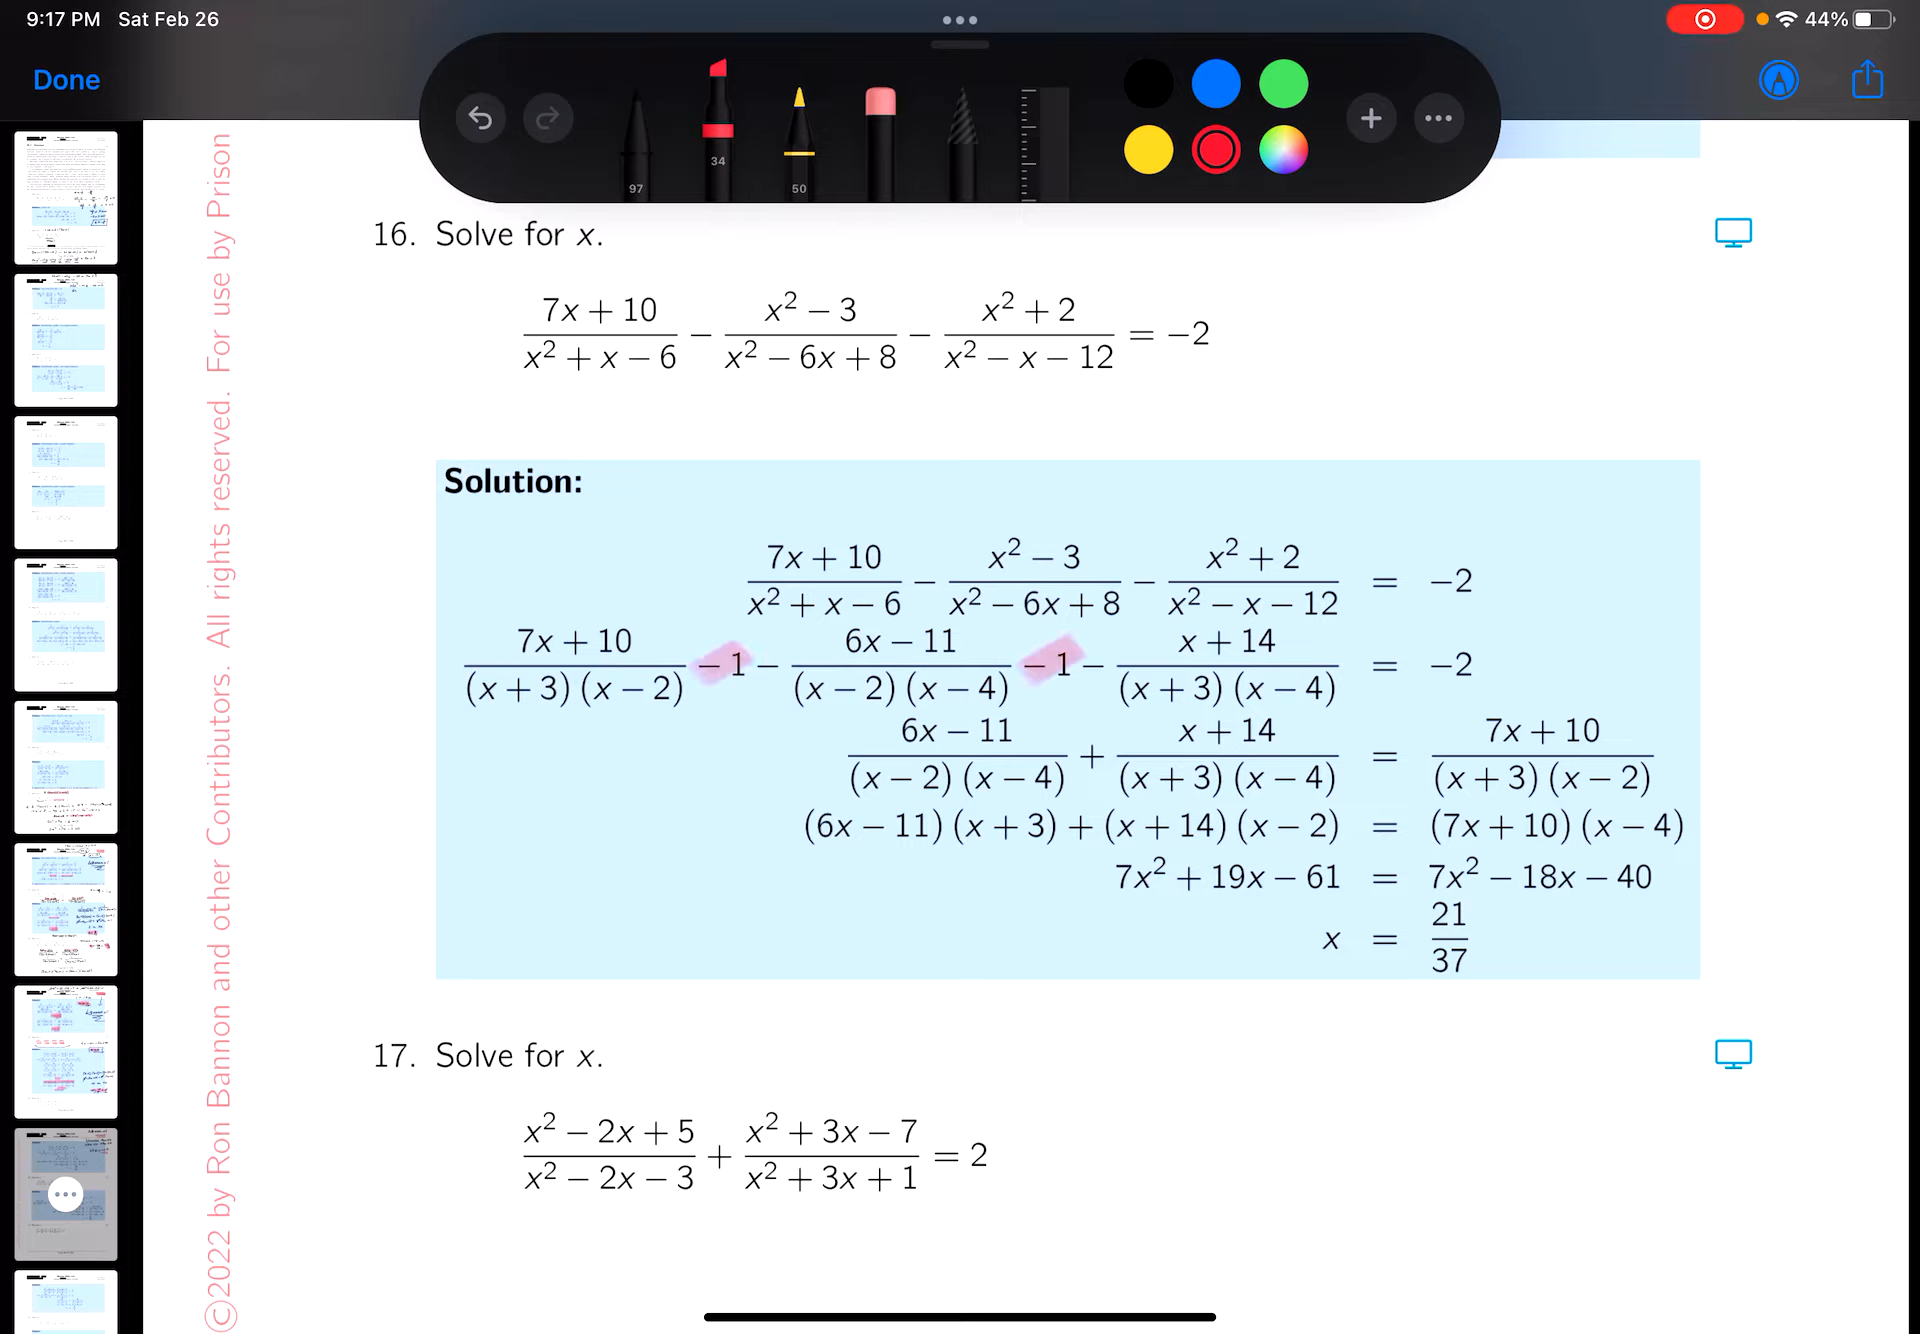 9:17 PM Sat Feb 26
44%
Done
97
34
50
©2022 by Ron Bannon and other Contributors. All rights reserved. For use by Prison
16. Solve for x.
(7x + 10)/(x² + x − 6) − (x² − 3)/(x² − 6x + 8) − (x² + 2)/(x² − x − 12) = −2
Solution:
(7x + 10)/(x² + x − 6) − (x² − 3)/(x² − 6x + 8) − (x² + 2)/(x² − x − 12) = −2
(7x + 10)/((x + 3)(x − 2)) − 1 − (6x − 11)/((x − 2)(x − 4)) − 1 − (x + 14)/((x + 3)(x − 4)) = −2
(6x − 11)/((x − 2)(x − 4)) + (x + 14)/((x + 3)(x − 4)) = (7x + 10)/((x + 3)(x − 2))
(6x − 11)(x + 3) + (x + 14)(x − 2) = (7x + 10)(x − 4)
7x² + 19x − 61 = 7x² − 18x − 40
x = 21/37
17. Solve for x.
(x² − 2x + 5)/(x² − 2x − 3) + (x² + 3x − 7)/(x² + 3x + 1) = 2